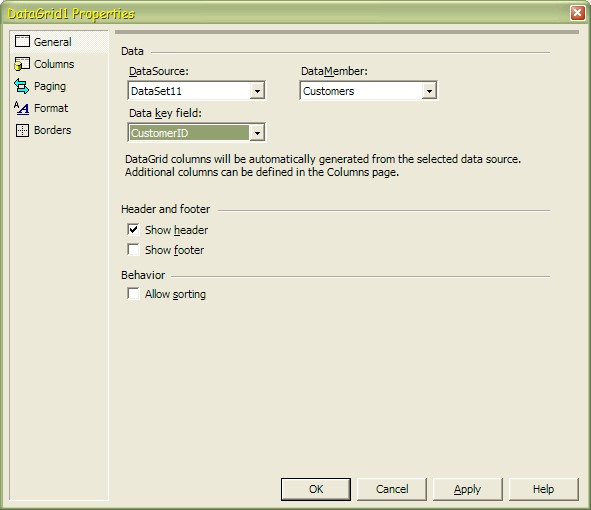 DataGrid1 Properties
General
Columns
Paging
Format
Borders
Data
DataSource: DataMember:
DataSet11 Customers
Data key field:
CustomerID
DataGrid columns will be automatically generated from the selected data source.
Additional columns can be defined in the Columns page.
Header and footer
Show header
Show footer
Behavior
Allow sorting
OK Cancel Apply Help